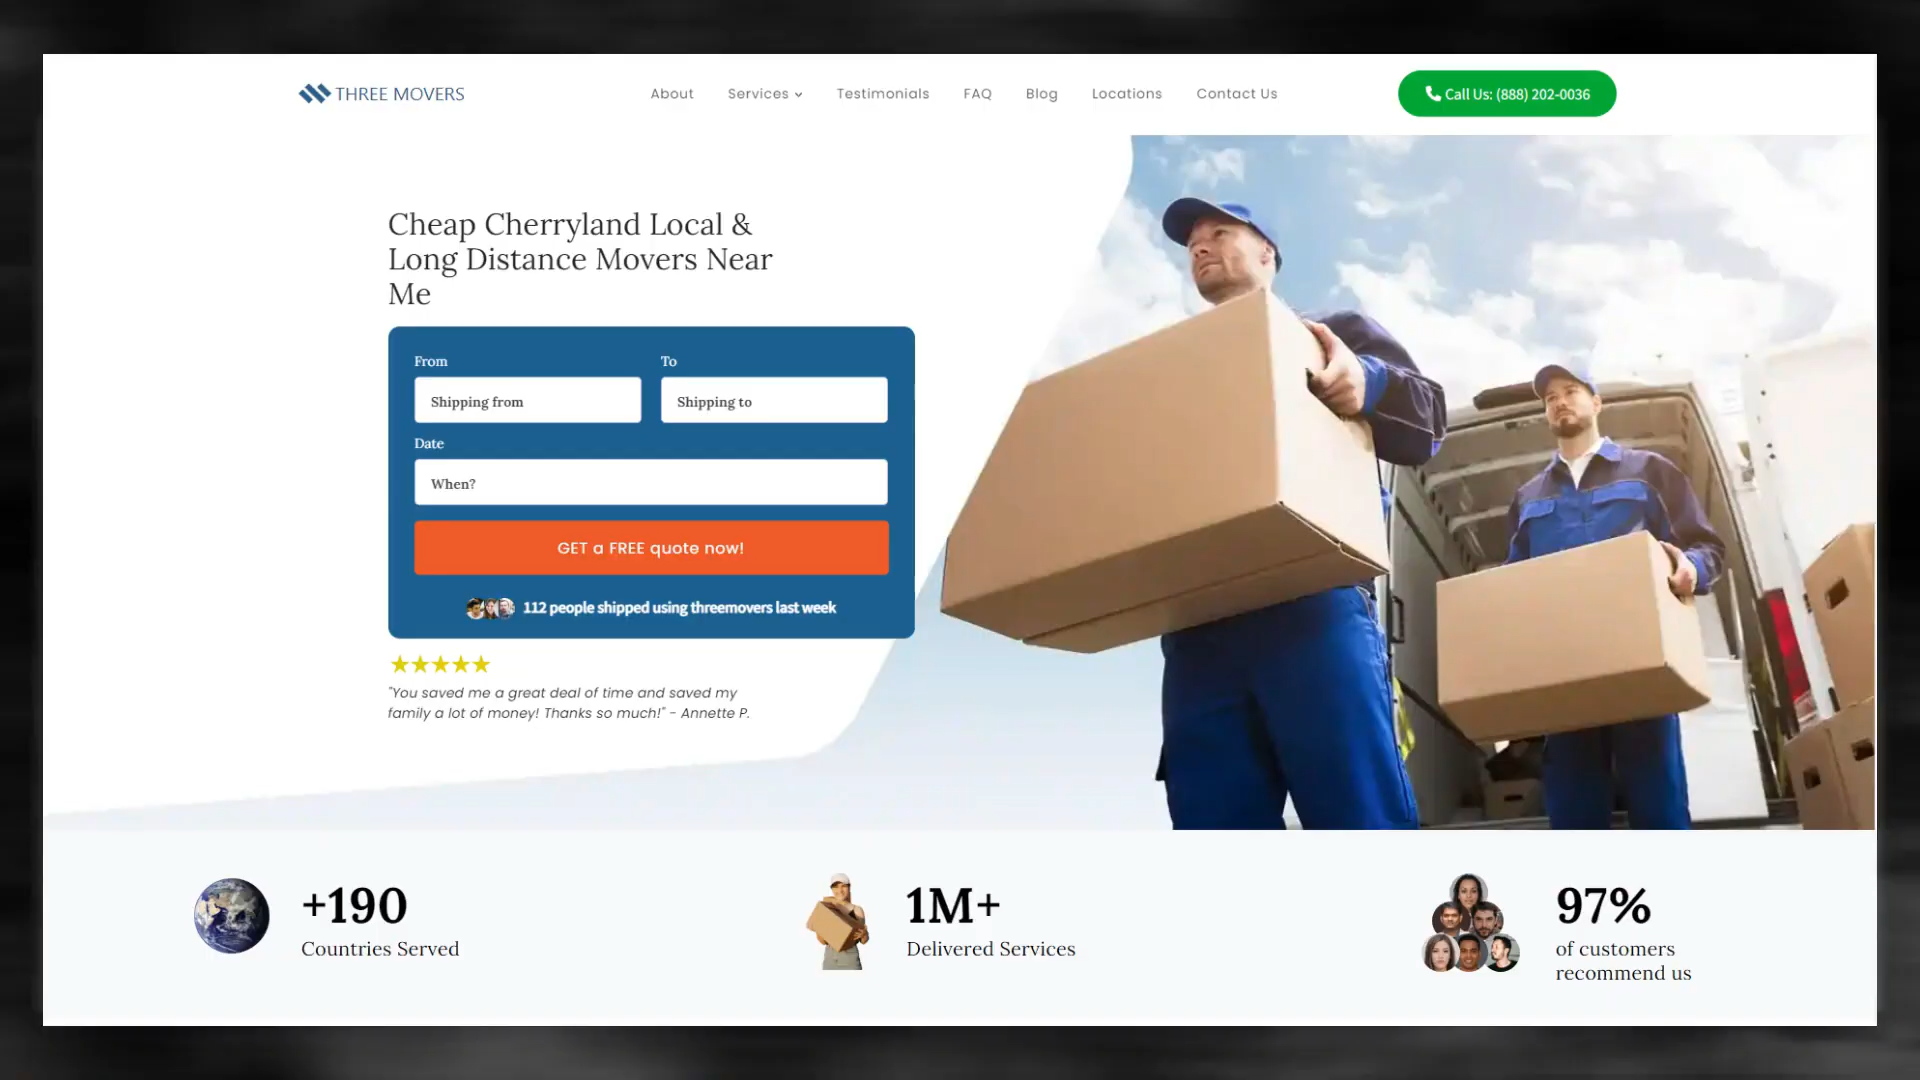 THREE MOVERS
About Services Testimonials FAQ Blog Locations Contact Us
Call Us: (888) 202-0036
Cheap Cherryland Local &
Long Distance Movers Near
Me
From To
Shipping from Shipping to
Date
When?
GET a FREE quote now!
112 people shipped using threemovers last week
"You saved me a great deal of time and saved my
family a lot of money! Thanks so much!" - Annette P.
+190
Countries Served
1M+
Delivered Services
97%
of customers
recommend us